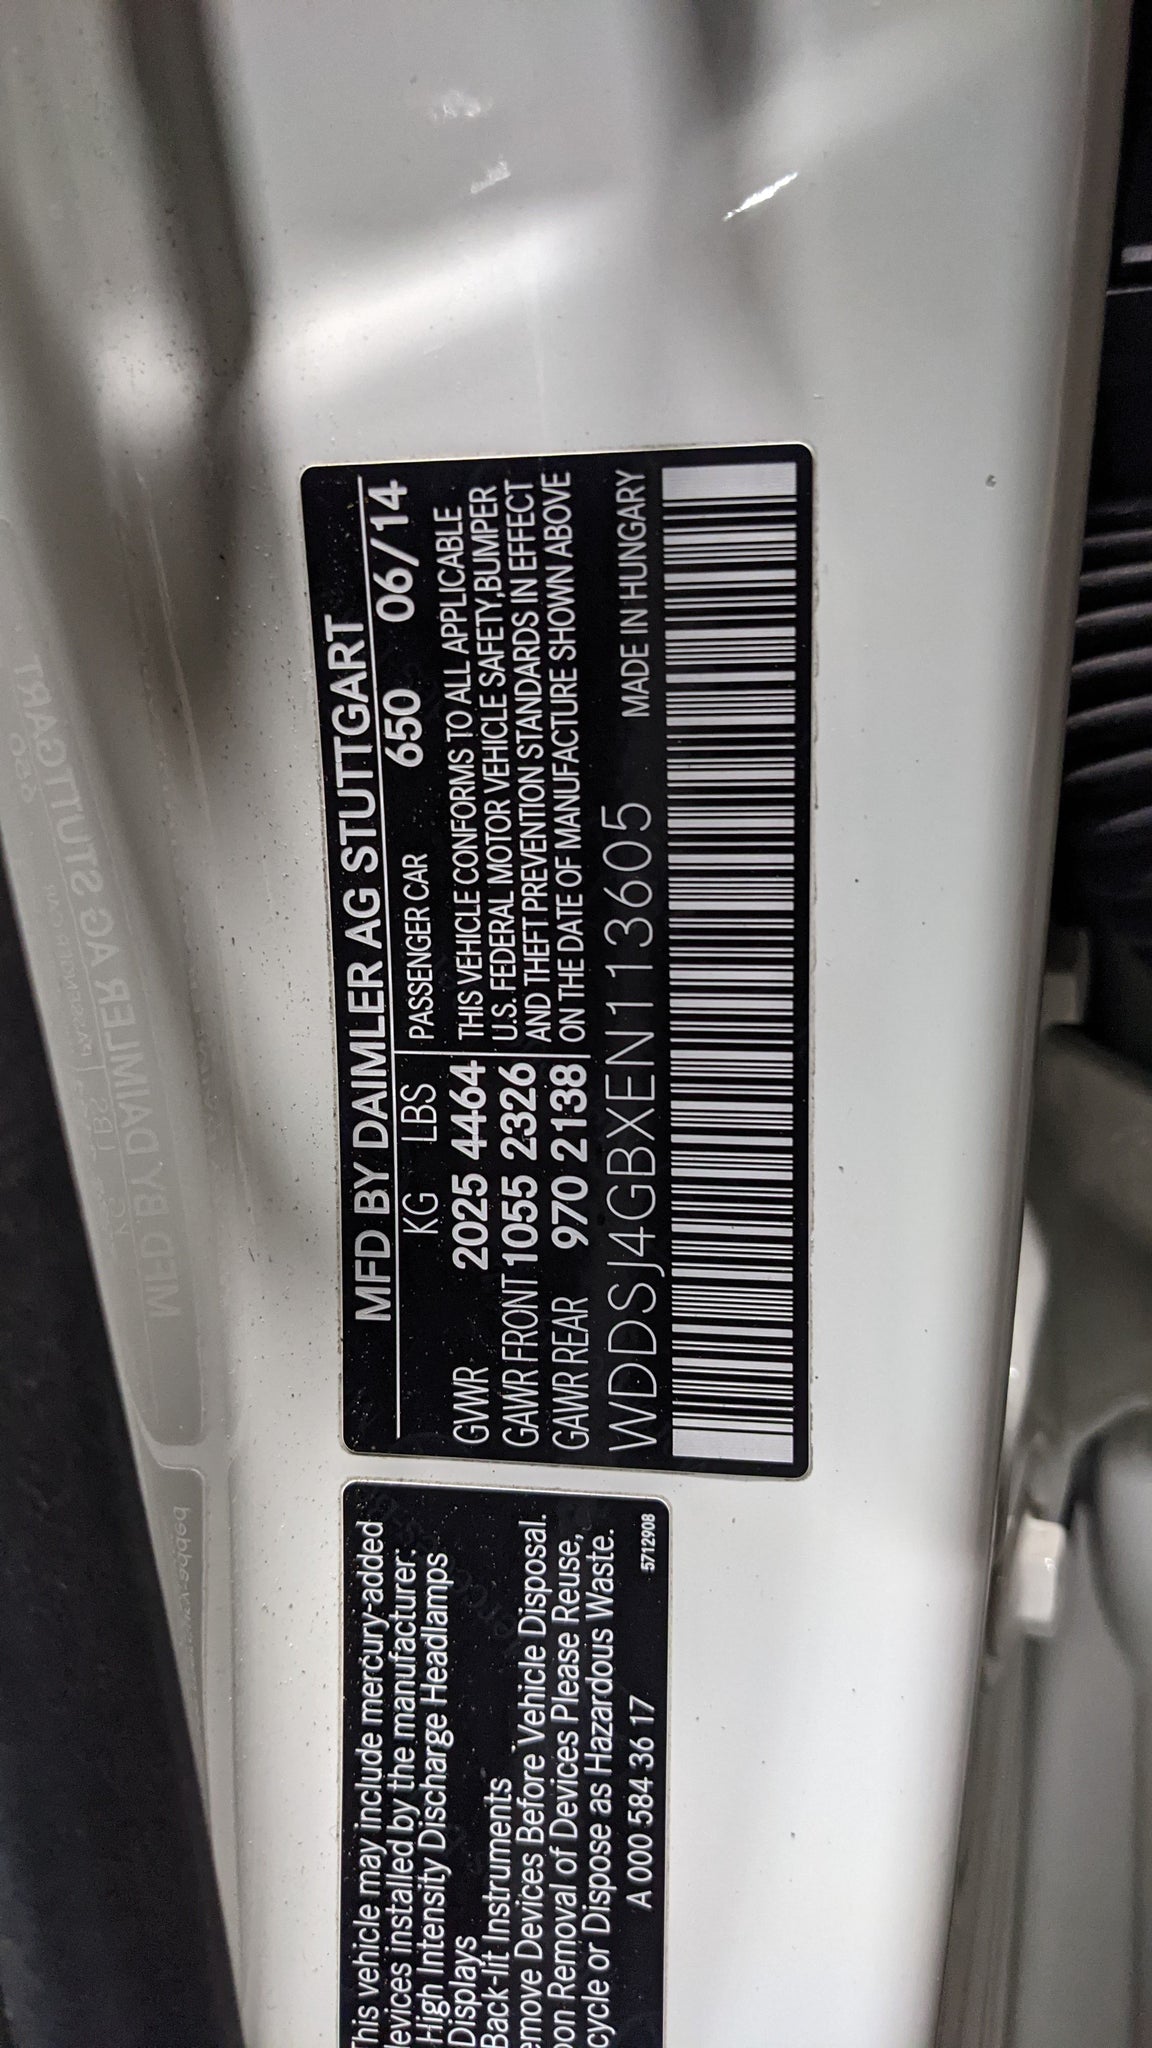 MFD BY DAIMLER AG STUTTGART
KG LBS PASSENGER CAR 650 06/14
GVWR 2025 4464 THIS VEHICLE CONFORMS TO ALL APPLICABLE
GAWR FRONT 1055 2326 U.S. FEDERAL MOTOR VEHICLE SAFETY,BUMPER
GAWR REAR 970 2138 AND THEFT PREVENTION STANDARDS IN EFFECT
ON THE DATE OF MANUFACTURE SHOWN ABOVE
WDDSJ4GBXEN113605 MADE IN HUNGARY
This vehicle may include mercury-added
devices installed by the manufacturer:
High Intensity Discharge Headlamps
Displays
Back-lit Instruments
emove Devices Before Vehicle Disposal.
pon Removal of Devices Please Reuse,
cycle or Dispose as Hazardous Waste.
A 000 584 36 17 5712908